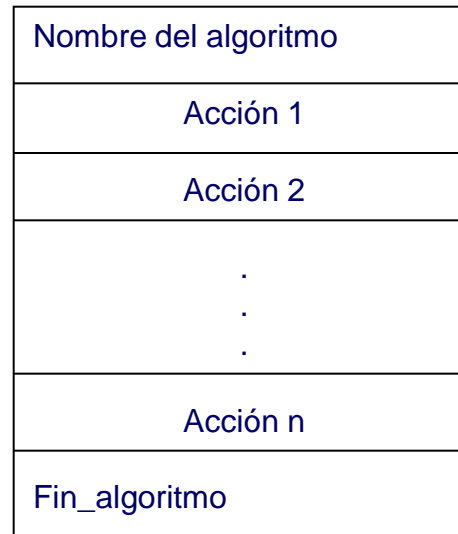 Nombre del algoritmo
Acción 1
Acción 2
.
.
.
Acción n
Fin_algoritmo